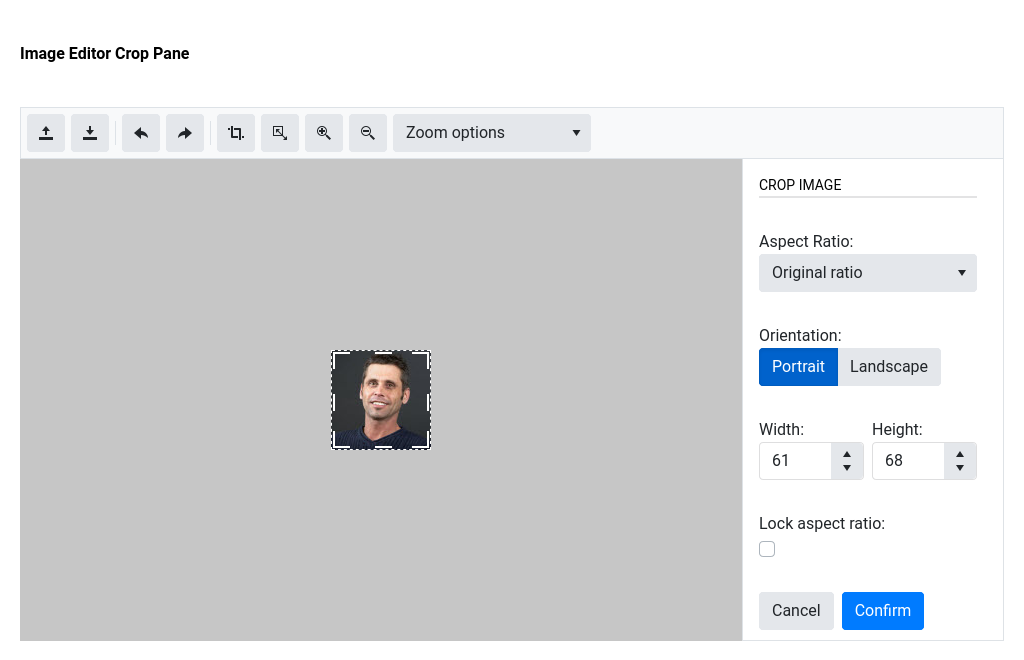 Image Editor Crop Pane
Zoom options
CROP IMAGE
Aspect Ratio:
Original ratio
Orientation:
Portrait Landscape
Width: Height:
61 68
Lock aspect ratio:
Cancel Confirm